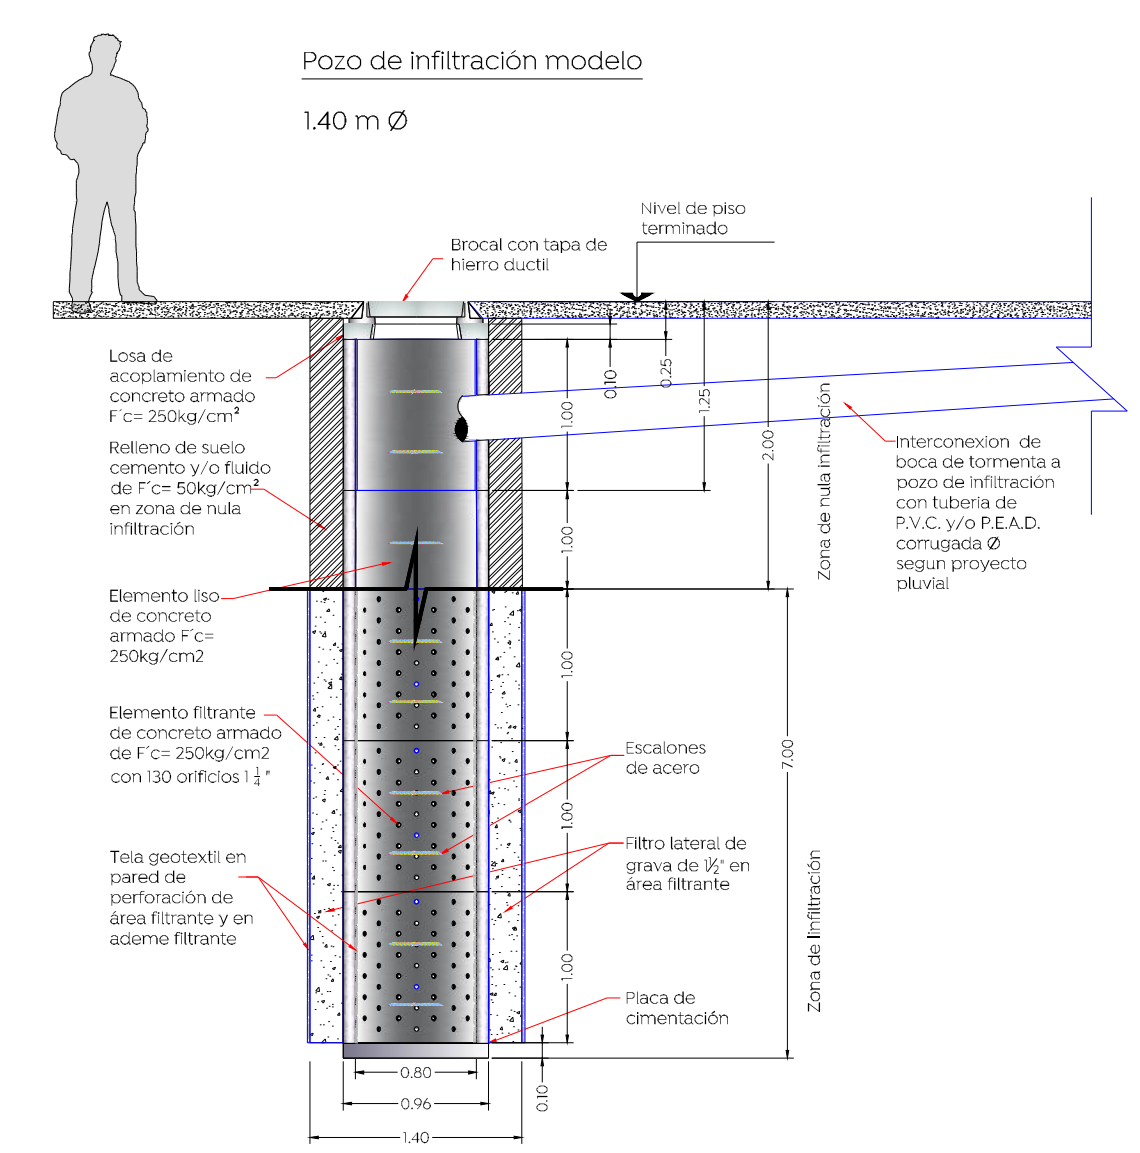 Pozo de infiltración modelo
1.40 m Ø
Nivel de piso
terminado
Brocal con tapa de
hierro ductil
Losa de
acoplamiento de
concreto armado
F´c= 250kg/cm²
Relleno de suelo
cemento y/o fluido
de F´c= 50kg/cm²
en zona de nula
infiltración
Elemento liso
de concreto
armado F´c=
250kg/cm2
Elemento filtrante
de concreto armado
de F´c= 250kg/cm2
con 130 orificios 1 1/4 "
Tela geotextil en
pared de
perforación de
área filtrante y en
ademe filtrante
1.00
1.00
1.00
1.00
1.00
0.10
0.25
1.25
2.00
7.00
Zona de nula infiltración
Zona de Iinfiltración
Interconexion de
boca de tormenta a
pozo de infiltración
con tuberia de
P.V.C. y/o P.E.A.D.
corrugada Ø
segun proyecto
pluvial
Escalones
de acero
Filtro lateral de
grava de 1½" en
área filtrante
Placa de
cimentación
0.10
0.80
0.96
1.40